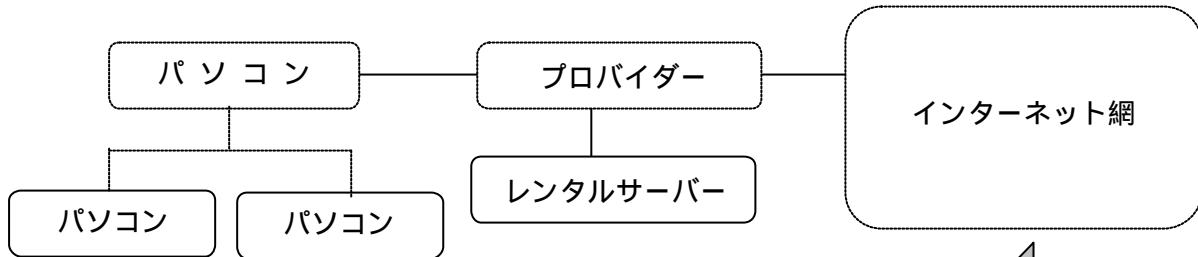 パ ソ コ ン
プロバイダー
インターネット網
レンタルサーバー
パソコン
パソコン